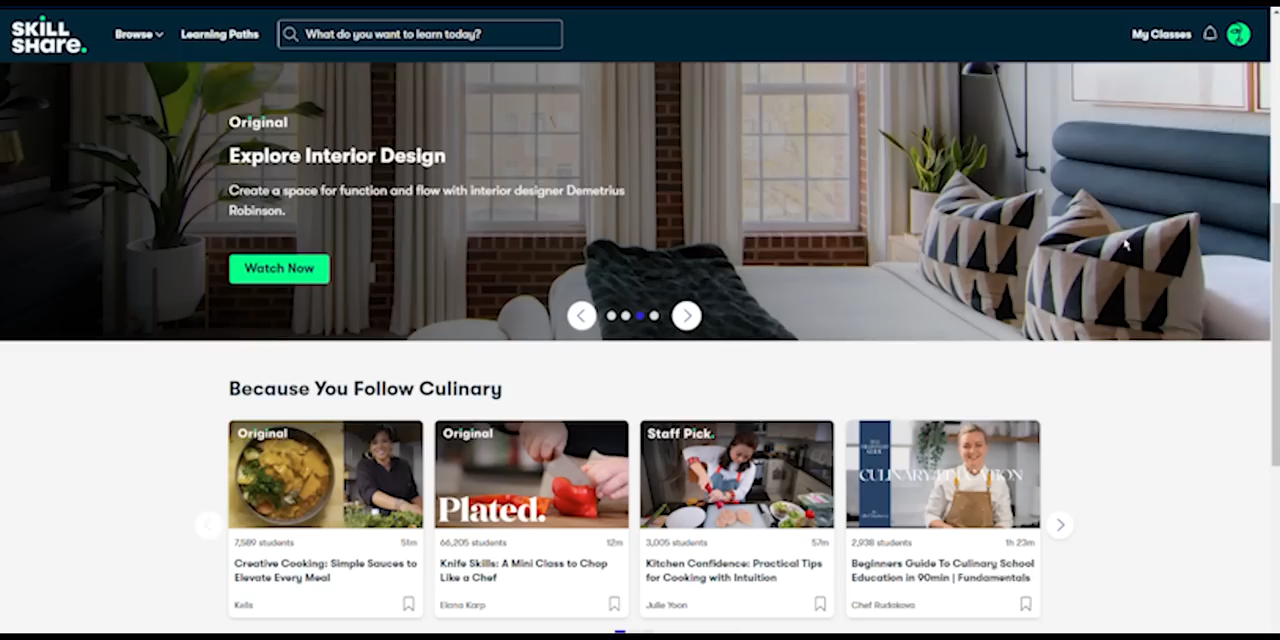 SKiLL
SHare.
Browse
Learning Paths
What do you want to learn today?
My Classes
Original
Explore Interior Design
Create a space for function and flow with interior designer Demetrius
Robinson.
Watch Now
Because You Follow Culinary
Original
7,589 students 51m
Creative Cooking: Simple Sauces to
Elevate Every Meal
Kells
Original
Plated.
66,205 students 12m
Knife Skills: A Mini Class to Chop
Like a Chef
Elana Karp
Staff Pick.
3,005 students 57m
Kitchen Confidence: Practical Tips
for Cooking with Intuition
Julie Yoon
CULINARY EDUCATION
2,938 students 1h 23m
Beginners Guide To Culinary School
Education in 90min | Fundamentals
Chef Rudakova